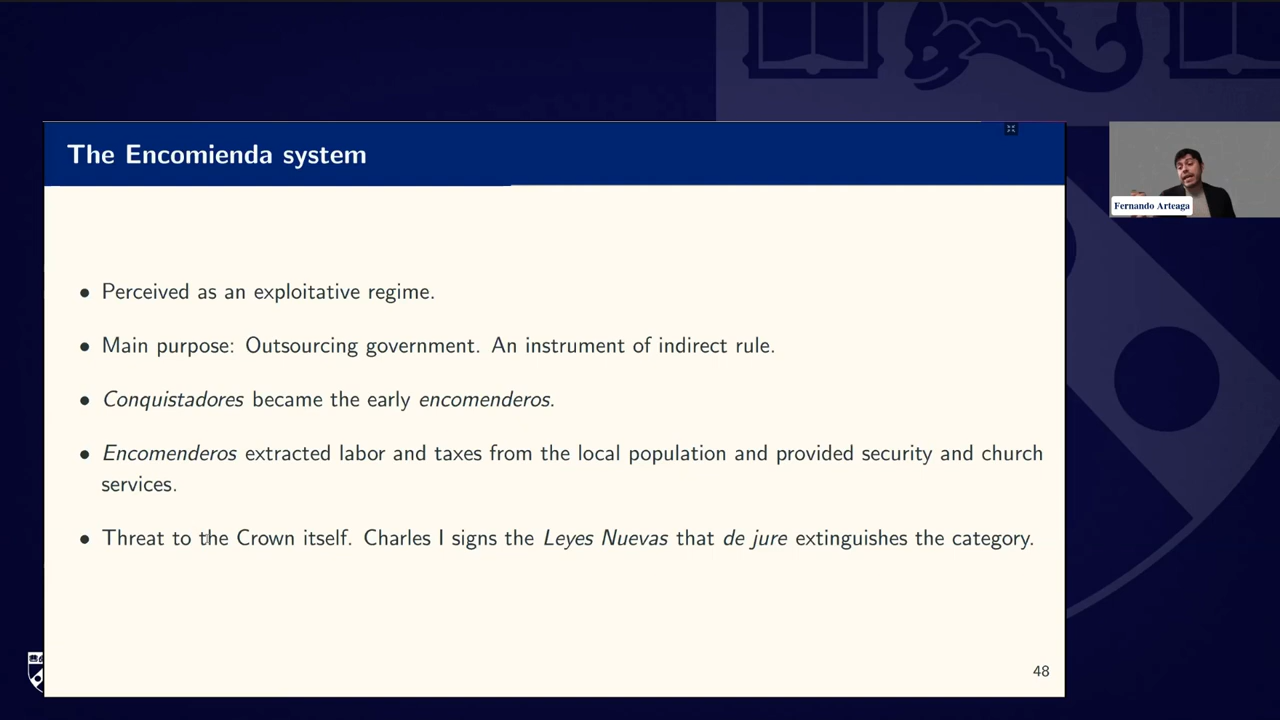 The Encomienda system
Fernando Arteaga
• Perceived as an exploitative regime.
• Main purpose: Outsourcing government. An instrument of indirect rule.
• Conquistadores became the early encomenderos.
• Encomenderos extracted labor and taxes from the local population and provided security and church
services.
• Threat to the Crown itself. Charles I signs the Leyes Nuevas that de jure extinguishes the category.
48